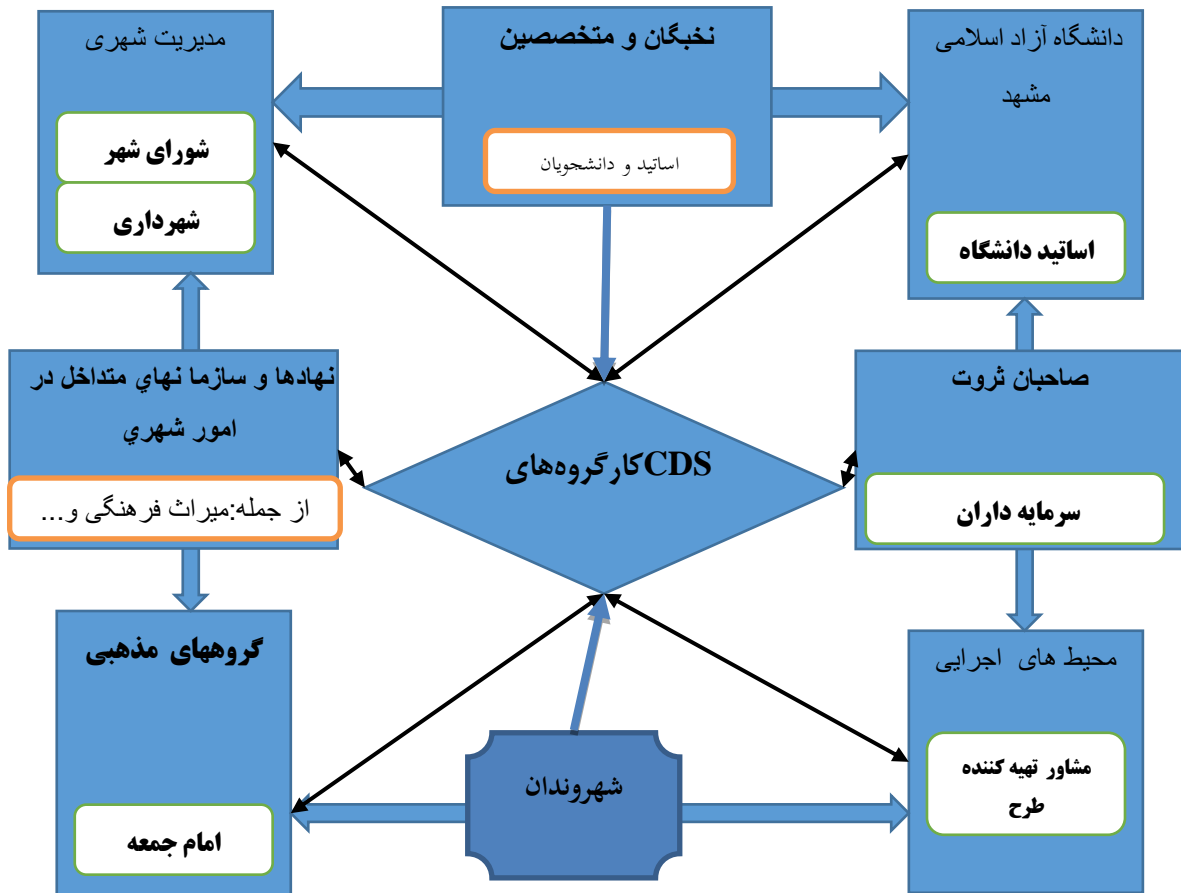 دانشگاه آزاد اسلامی
مشهد
اساتید دانشگاه
نخبگان و متخصصین
اساتید و دانشجویان
مدیریت شهری
شورای شهر
شهرداری
صاحبان ثروت
سرمایه داران
CDSکارگروه‌های
نهادها و سازما نهاي متداخل در
امور شهري
از جمله:میراث فرهنگی و...
محیط های اجرایی
مشاور تهیه کننده
طرح
شهروندان
گروههای مذهبی
امام جمعه